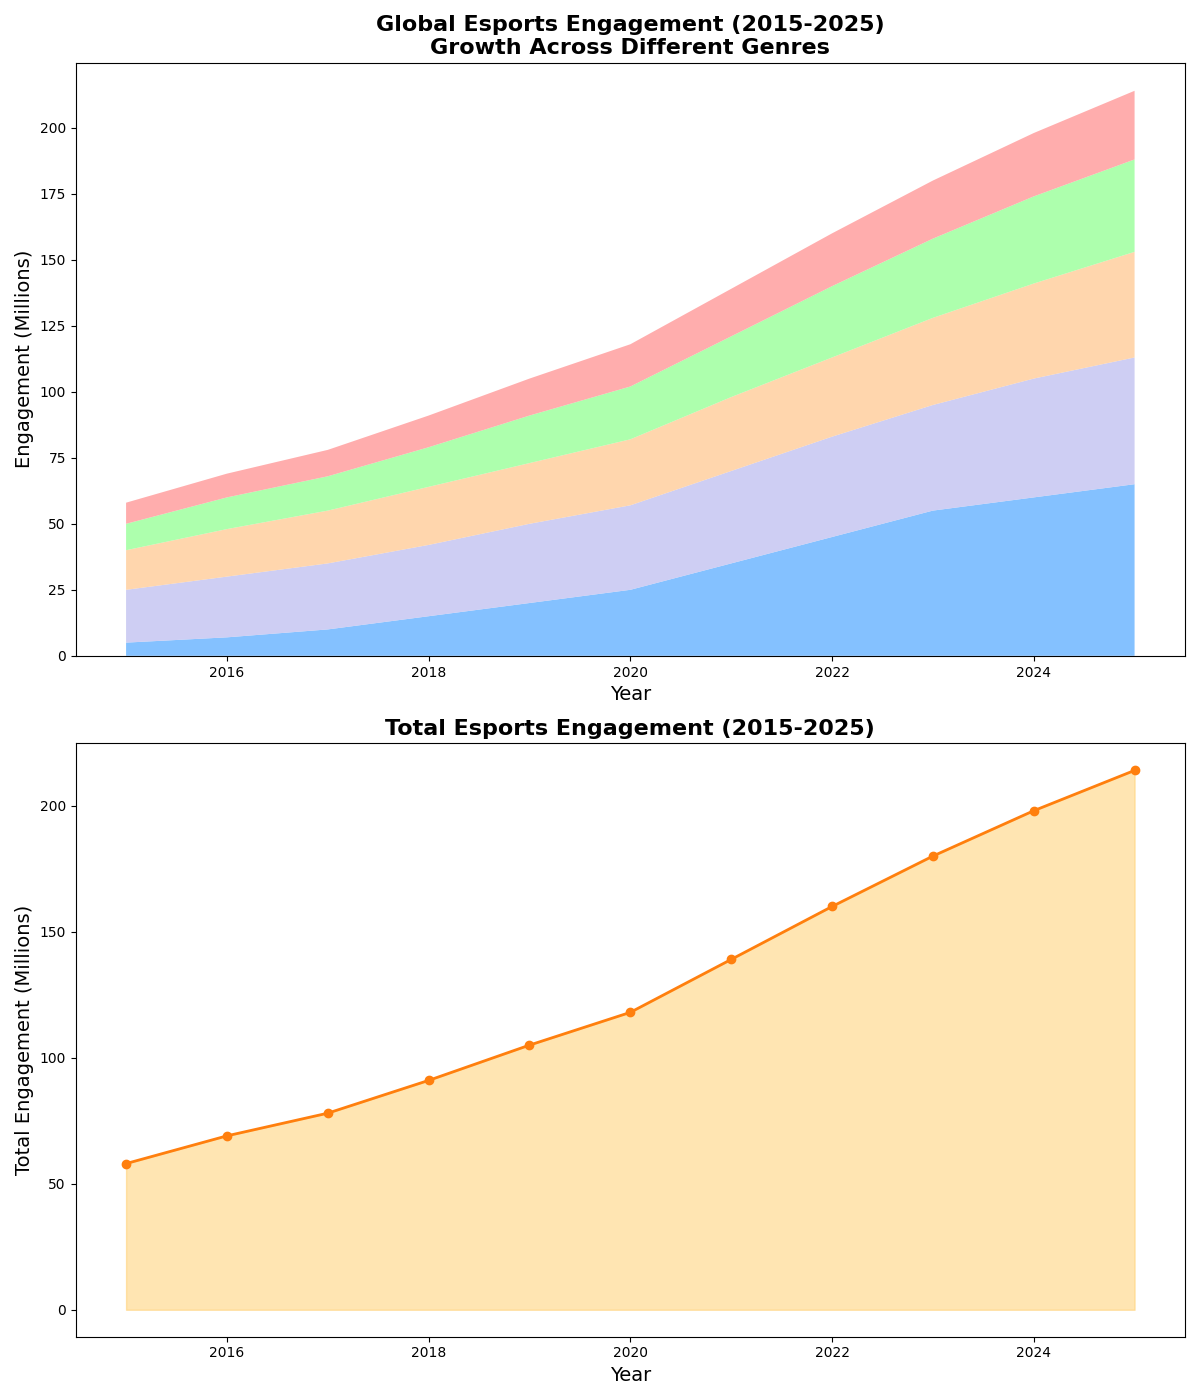 Global Esports Engagement (2015-2025)
Growth Across Different Genres
Engagement (Millions)
200
175
150
125
100
75
50
25
0
2016 2018 2020 2022 2024
Year
Total Esports Engagement (2015-2025)
Total Engagement (Millions)
200
150
100
50
0
2016 2018 2020 2022 2024
Year